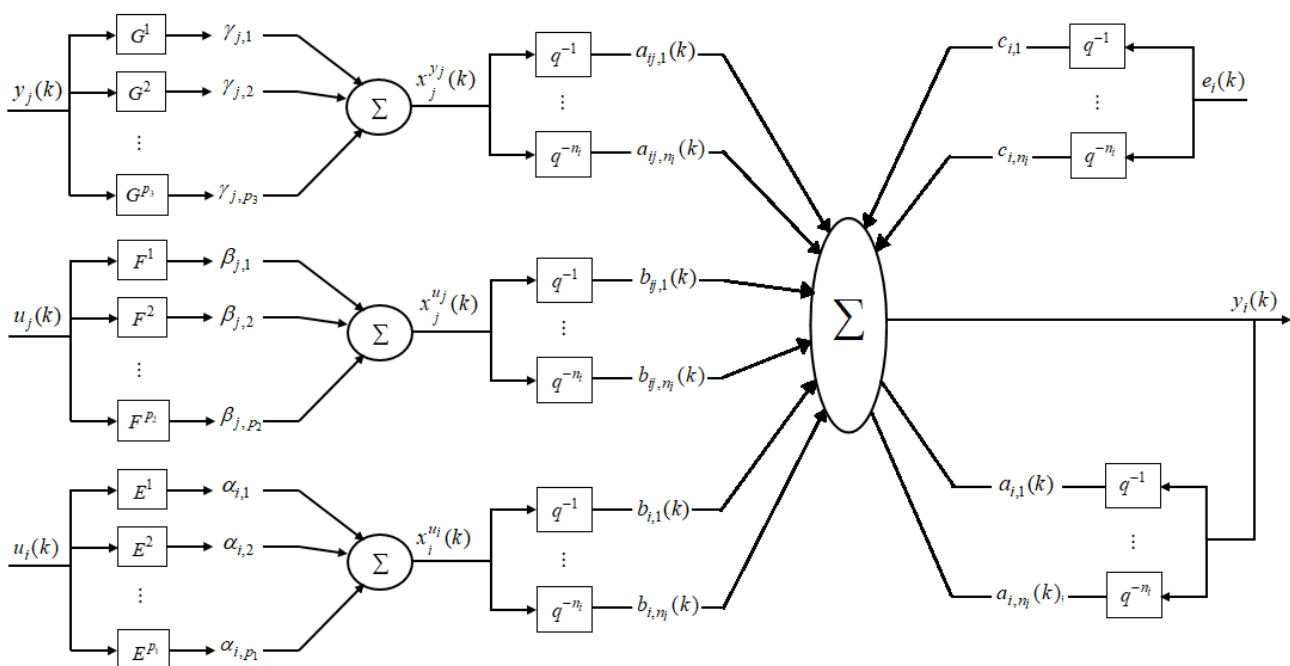 y_j(k)
G^1 γ_{j,1}
G^2 γ_{j,2}
⋮
G^{p_3} γ_{j,p_3}
Σ
x_j^{y_j}(k)
q^{-1} a_{ij,1}(k)
⋮
q^{-n_i} a_{ij,n_i}(k)
c_{i,1} q^{-1}
⋮
c_{i,n_i} q^{-n_i}
e_i(k)
u_j(k)
F^1 β_{j,1}
F^2 β_{j,2}
⋮
F^{p_2} β_{j,p_2}
Σ
x_j^{u_j}(k)
q^{-1} b_{ij,1}(k)
⋮
q^{-n_i} b_{ij,n_i}(k)
Σ
y_i(k)
u_i(k)
E^1 α_{i,1}
E^2 α_{i,2}
⋮
E^{p_1} α_{i,p_1}
Σ
x_i^{u_i}(k)
q^{-1} b_{i,1}(k)
⋮
q^{-n_i} b_{i,n_i}(k)
a_{i,1}(k) q^{-1}
⋮
a_{i,n_i}(k) q^{-n_i}